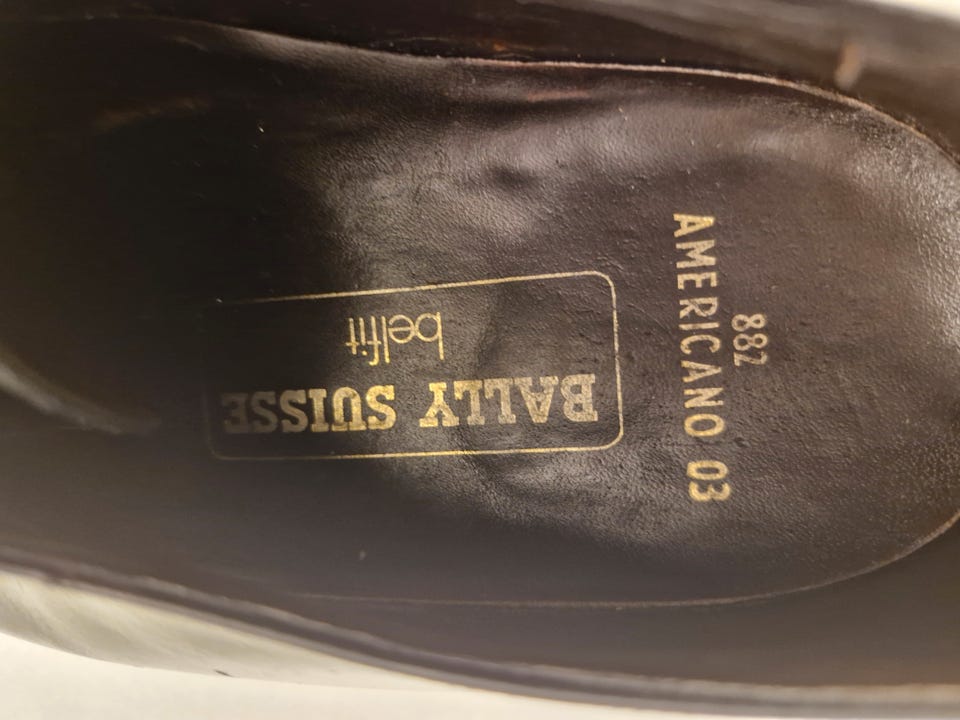 BALLY SUISSE
belfit
882
AMERICANO 03